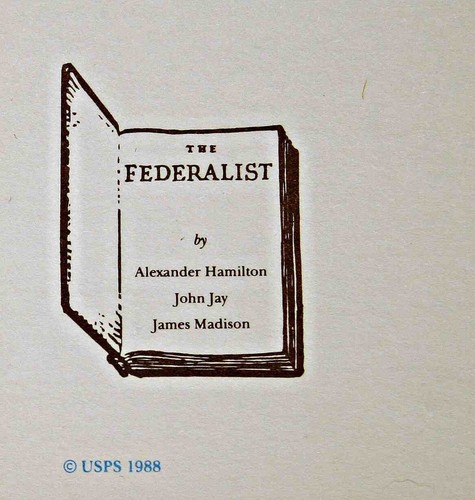 THE
FEDERALIST
by
Alexander Hamilton
John Jay
James Madison
© USPS 1988